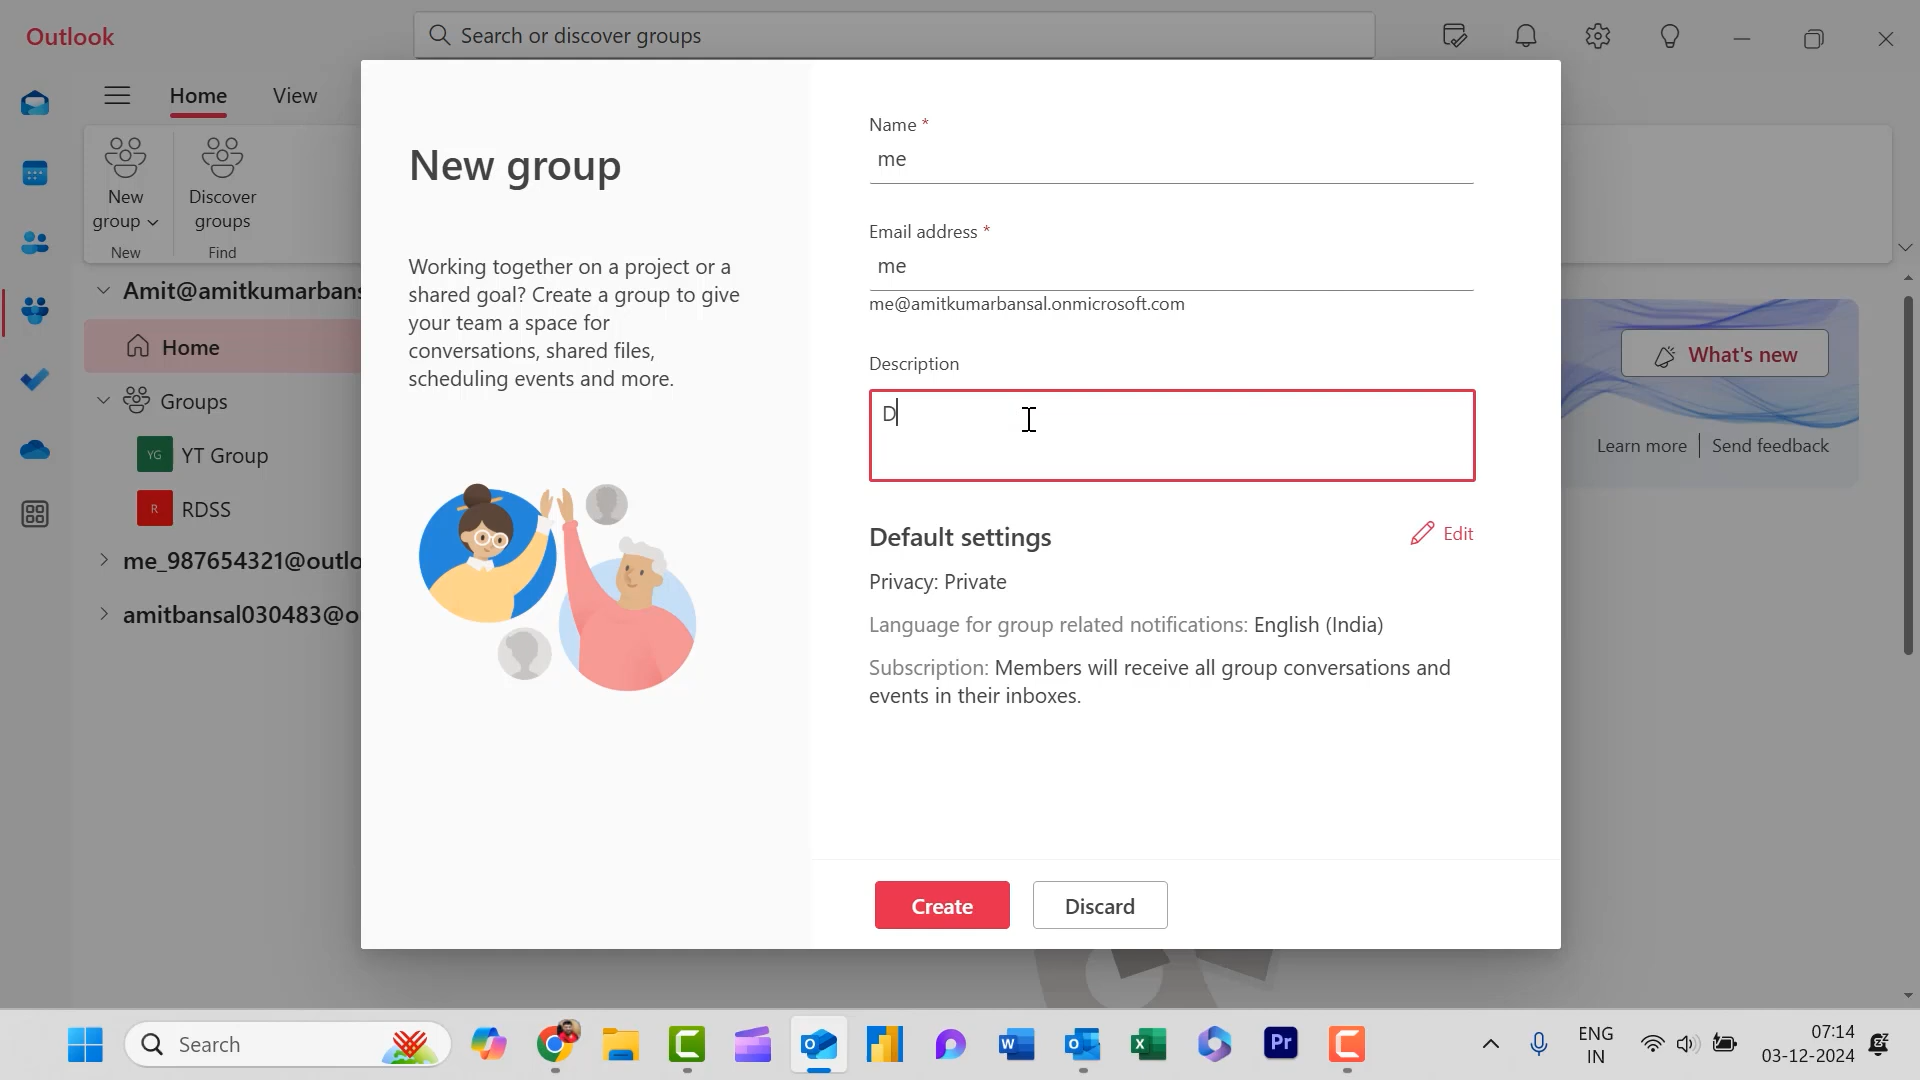 Outlook
Search or discover groups
Home
View
New
group
New
Discover
groups
Find
Amit@amitkumarbans
Home
Groups
YG
YT Group
R
RDSS
me_987654321@outlo
amitbansal030483@o
New group
Working together on a project or a
shared goal? Create a group to give
your team a space for
conversations, shared files,
scheduling events and more.
Name *
me
Email address *
me
me@amitkumarbansal.onmicrosoft.com
Description
D
Default settings
Edit
Privacy: Private
Language for group related notifications: English (India)
Subscription: Members will receive all group conversations and
events in their inboxes.
Create
Discard
What's new
Learn more
Send feedback
Search
ENG
IN
07:14
03-12-2024